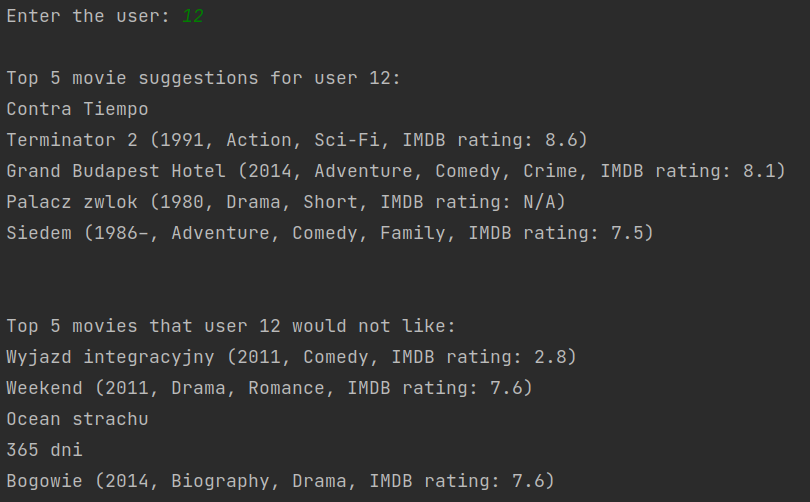 Enter the user: 12
Top 5 movie suggestions for user 12:
Contra Tiempo
Terminator 2 (1991, Action, Sci-Fi, IMDB rating: 8.6)
Grand Budapest Hotel (2014, Adventure, Comedy, Crime, IMDB rating: 8.1)
Palacz zwlok (1980, Drama, Short, IMDB rating: N/A)
Siedem (1986–, Adventure, Comedy, Family, IMDB rating: 7.5)
Top 5 movies that user 12 would not like:
Wyjazd integracyjny (2011, Comedy, IMDB rating: 2.8)
Weekend (2011, Drama, Romance, IMDB rating: 7.6)
Ocean strachu
365 dni
Bogowie (2014, Biography, Drama, IMDB rating: 7.6)